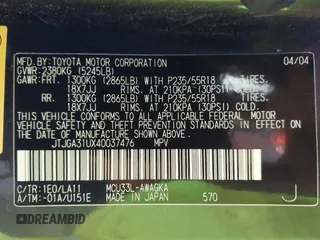 MFD.BY:TOYOTA MOTOR CORPORATION 04/04
GVWR:2380KG (5245LB)
GAWR:FRT. 1300KG (2865LB) WITH P235/55R18 TIRES,
18X7JJ RIMS, AT 210KPA (30PSI) COLD.
RR. 1300KG (2865LB) WITH P235/55R18 TIRES,
18X7JJ RIMS, AT 210KPA (30PSI) COLD.
THIS VEHICLE CONFORMS TO ALL APPLICABLE
FEDERAL MOTOR VEHICLE SAFETY STANDARDS IN
EFFECT ON THE DATE OF MANUFACTURE SHOWN
ABOVE.
JTJGA31UX40037476 MPV
C/TR:1E0/LA11 MCU33L-AWAGKA
A/TM:-01A/U151E MADE IN JAPAN 570 J
DREAMBID